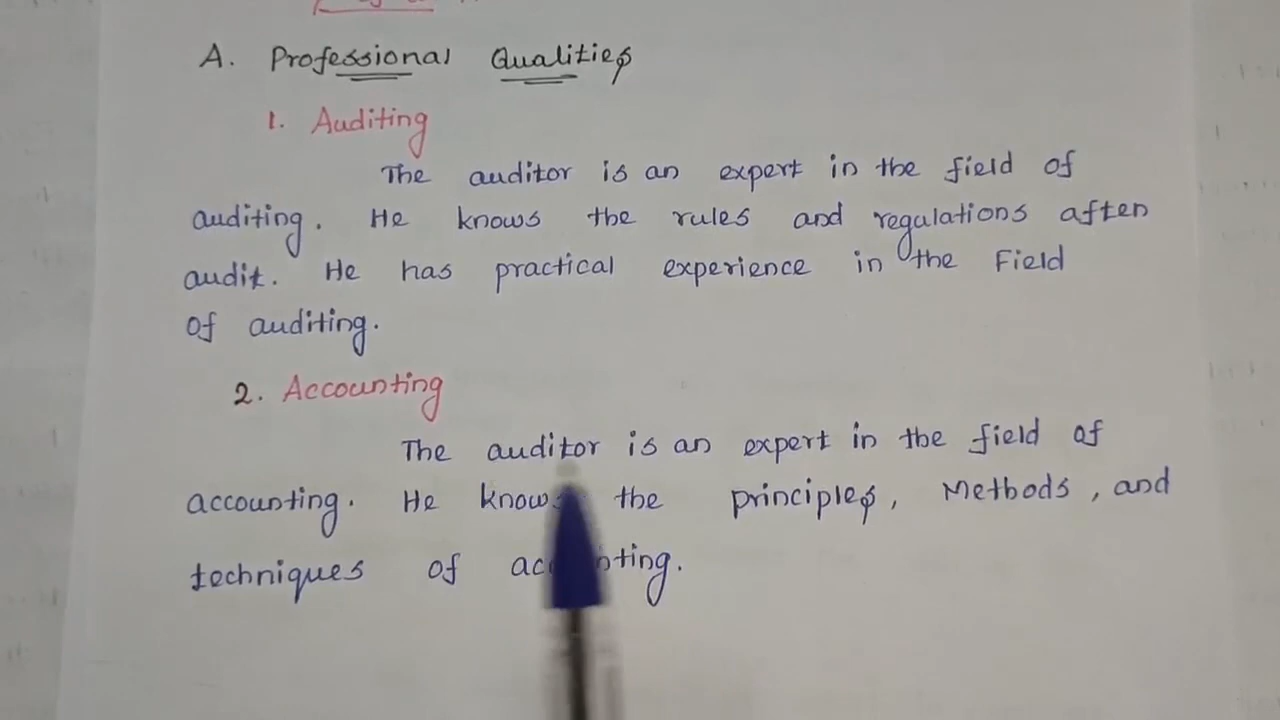 A. Professional Qualities
1. Auditing
The auditor is an expert in the field of
auditing. He knows the rules and regulations after
audit. He has practical experience in the Field
of auditing.
2. Accounting
The auditor is an expert in the field of
accounting. He knows the principles, Methods, and
techniques of accounting.